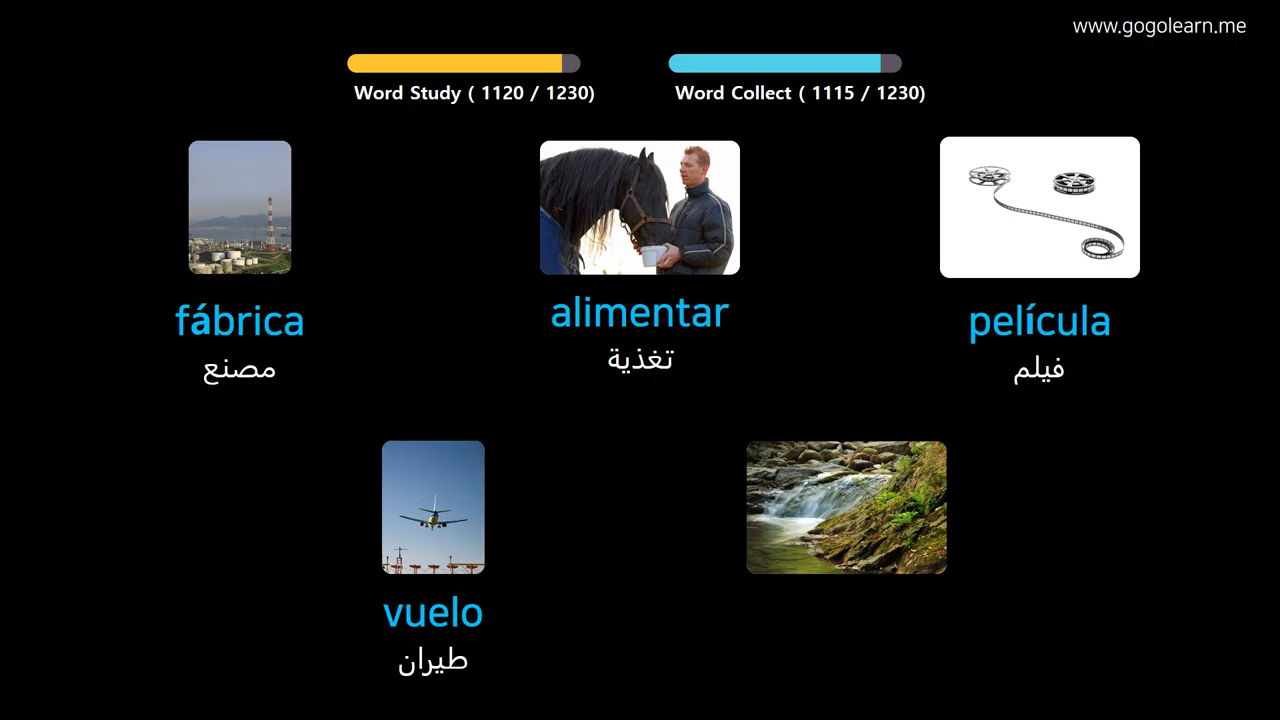 www.gogolearn.me
Word Study ( 1120 / 1230)
Word Collect ( 1115 / 1230)
fábrica
مصنع
alimentar
تغذية
película
فيلم
vuelo
طيران